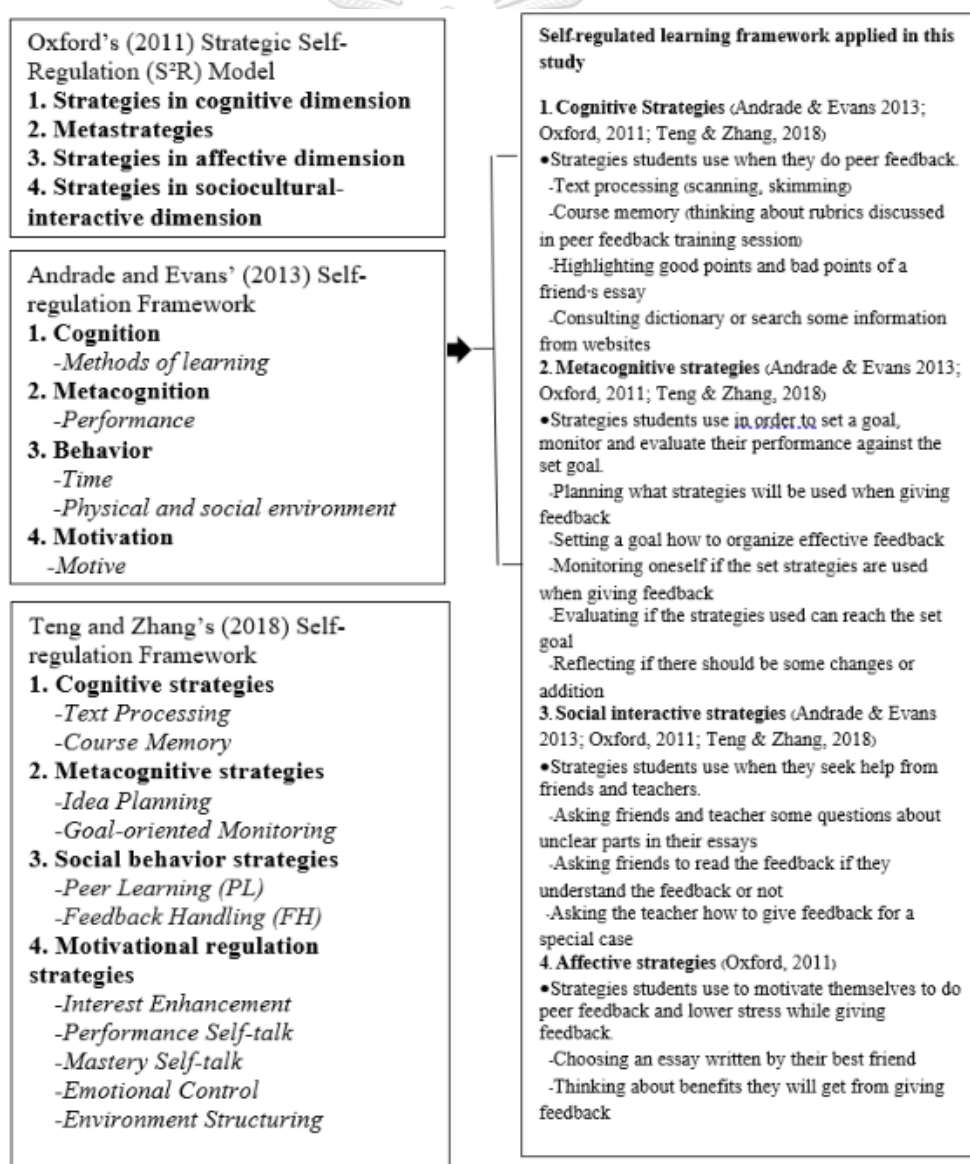 Oxford's (2011) Strategic Self-
Regulation (S²R) Model
1. Strategies in cognitive dimension
2. Metastrategies
3. Strategies in affective dimension
4. Strategies in sociocultural-
interactive dimension
Andrade and Evans' (2013) Self-
regulation Framework
1. Cognition
-Methods of learning
2. Metacognition
-Performance
3. Behavior
-Time
-Physical and social environment
4. Motivation
-Motive
Teng and Zhang's (2018) Self-
regulation Framework
1. Cognitive strategies
-Text Processing
-Course Memory
2. Metacognitive strategies
-Idea Planning
-Goal-oriented Monitoring
3. Social behavior strategies
-Peer Learning (PL)
-Feedback Handling (FH)
4. Motivational regulation
strategies
-Interest Enhancement
-Performance Self-talk
-Mastery Self-talk
-Emotional Control
-Environment Structuring
Self-regulated learning framework applied in this
study
1. Cognitive Strategies (Andrade & Evans 2013;
Oxford, 2011; Teng & Zhang, 2018)
•Strategies students use when they do peer feedback.
-Text processing (scanning, skimming)
-Course memory (thinking about rubrics discussed
in peer feedback training session)
-Highlighting good points and bad points of a
friend's essay
-Consulting dictionary or search some information
from websites
2. Metacognitive strategies (Andrade & Evans 2013;
Oxford, 2011; Teng & Zhang, 2018)
•Strategies students use in order to set a goal,
monitor and evaluate their performance against the
set goal.
-Planning what strategies will be used when giving
feedback
-Setting a goal how to organize effective feedback
-Monitoring oneself if the set strategies are used
when giving feedback
-Evaluating if the strategies used can reach the set
goal
-Reflecting if there should be some changes or
addition
3. Social interactive strategies (Andrade & Evans
2013; Oxford, 2011; Teng & Zhang, 2018)
•Strategies students use when they seek help from
friends and teachers.
-Asking friends and teacher some questions about
unclear parts in their essays
-Asking friends to read the feedback if they
understand the feedback or not
-Asking the teacher how to give feedback for a
special case
4. Affective strategies (Oxford, 2011)
•Strategies students use to motivate themselves to do
peer feedback and lower stress while giving
feedback.
-Choosing an essay written by their best friend
-Thinking about benefits they will get from giving
feedback